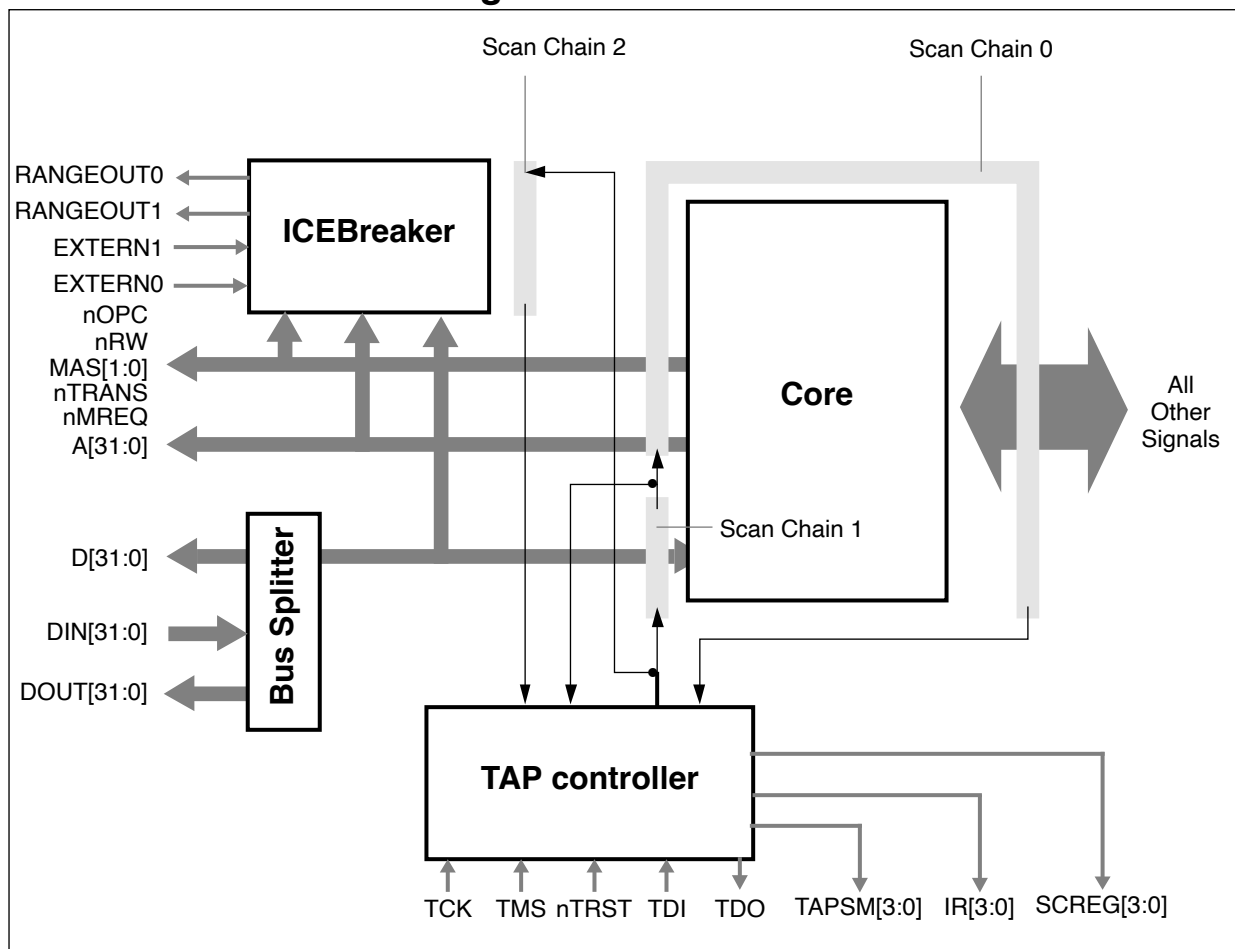 Scan Chain 2
Scan Chain 0
RANGEOUT0
RANGEOUT1
EXTERN1
EXTERN0
nOPC
nRW
MAS[1:0]
nTRANS
nMREQ
A[31:0]
ICEBreaker
Core
All
Other
Signals
Scan Chain 1
D[31:0]
DIN[31:0]
DOUT[31:0]
Bus Splitter
TAP controller
TCK
TMS
nTRST
TDI
TDO
TAPSM[3:0]
IR[3:0]
SCREG[3:0]